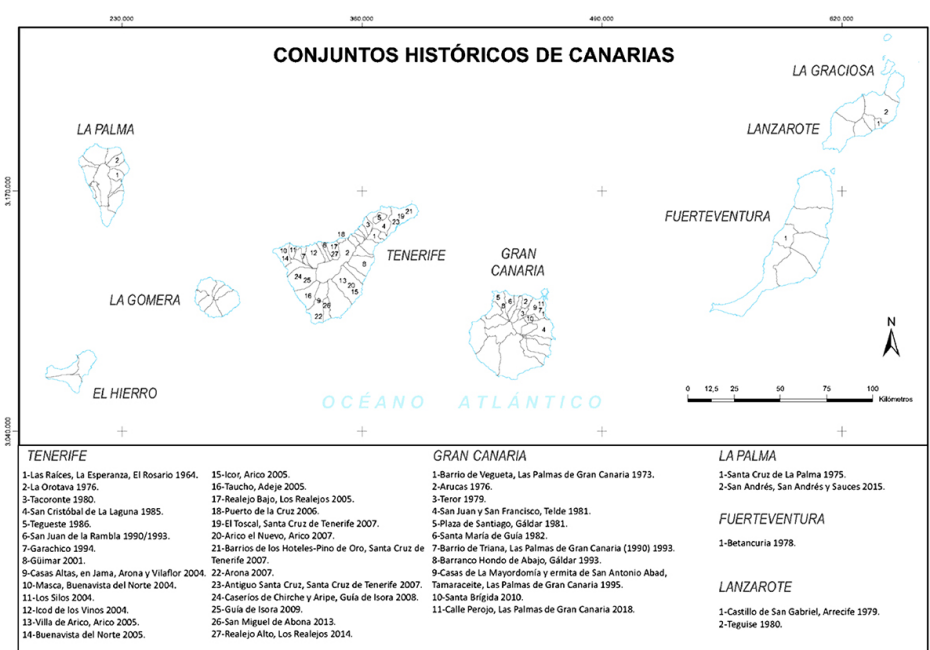 230.000 360.000 490.000 620.000
CONJUNTOS HISTÓRICOS DE CANARIAS
LA GRACIOSA
LANZAROTE
LA PALMA
3.170.000
FUERTEVENTURA
TENERIFE
GRAN
CANARIA
LA GOMERA
N
EL HIERRO
0 12,5 25 50 75 100
Kilómetros
OCÉANO ATLÁNTICO
3.040.000
TENERIFE
1-Las Raíces, La Esperanza, El Rosario 1964.
2-La Orotava 1976.
3-Tacoronte 1980.
4-San Cristóbal de La Laguna 1985.
5-Tegueste 1986.
6-San Juan de la Rambla 1990/1993.
7-Garachico 1994.
8-Güimar 2001.
9-Casas Altas, en Jama, Arona y Vilaflor 2004.
10-Masca, Buenavista del Norte 2004.
11-Los Silos 2004.
12-Icod de los Vinos 2004.
13-Villa de Arico, Arico 2005.
14-Buenavista del Norte 2005.
15-Icor, Arico 2005.
16-Taucho, Adeje 2005.
17-Realejo Bajo, Los Realejos 2005.
18-Puerto de la Cruz 2006.
19-El Toscal, Santa Cruz de Tenerife 2007.
20-Arico el Nuevo, Arico 2007.
21-Barrios de los Hoteles-Pino de Oro, Santa Cruz de
Tenerife 2007.
22-Arona 2007.
23-Antiguo Santa Cruz, Santa Cruz de Tenerife 2007.
24-Caseríos de Chirche y Aripe, Guía de Isora 2008.
25-Guía de Isora 2009.
26-San Miguel de Abona 2013.
27-Realejo Alto, Los Realejos 2014.
GRAN CANARIA
1-Barrio de Vegueta, Las Palmas de Gran Canaria 1973.
2-Arucas 1976.
3-Teror 1979.
4-San Juan y San Francisco, Telde 1981.
5-Plaza de Santiago, Gáldar 1981.
6-Santa María de Guía 1982.
7-Barrio de Triana, Las Palmas de Gran Canaria (1990) 1993.
8-Barranco Hondo de Abajo, Gáldar 1993.
9-Casas de La Mayordomía y ermita de San Antonio Abad,
Tamaraceite, Las Palmas de Gran Canaria 1995.
10-Santa Brígida 2010.
11-Calle Perojo, Las Palmas de Gran Canaria 2018.
LA PALMA
1-Santa Cruz de La Palma 1975.
2-San Andrés, San Andrés y Sauces 2015.
FUERTEVENTURA
1-Betancuria 1978.
LANZAROTE
1-Castillo de San Gabriel, Arrecife 1979.
2-Teguise 1980.